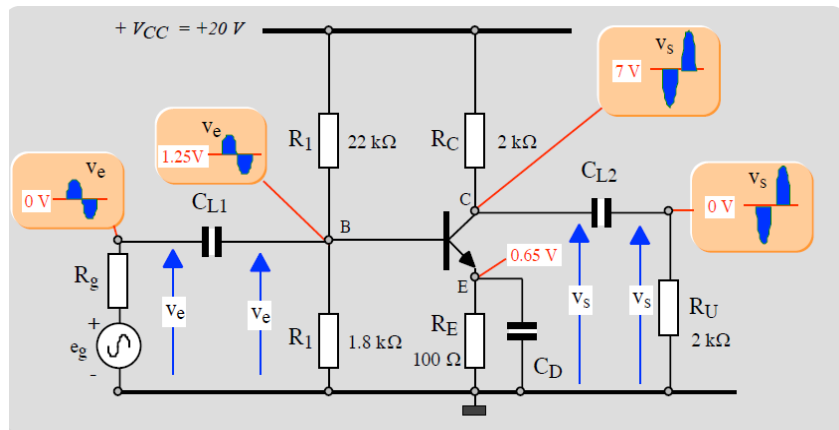 + VCC = +20 V
vs
7 V
ve
1.25V
R1
22 kΩ
RC
2 kΩ
ve
0 V
CL1
C
CL2
vs
0 V
B
0.65 V
E
Rg
ve
ve
+
eg
-
R1
1.8 kΩ
RE
100 Ω
CD
vs
vs
RU
2 kΩ